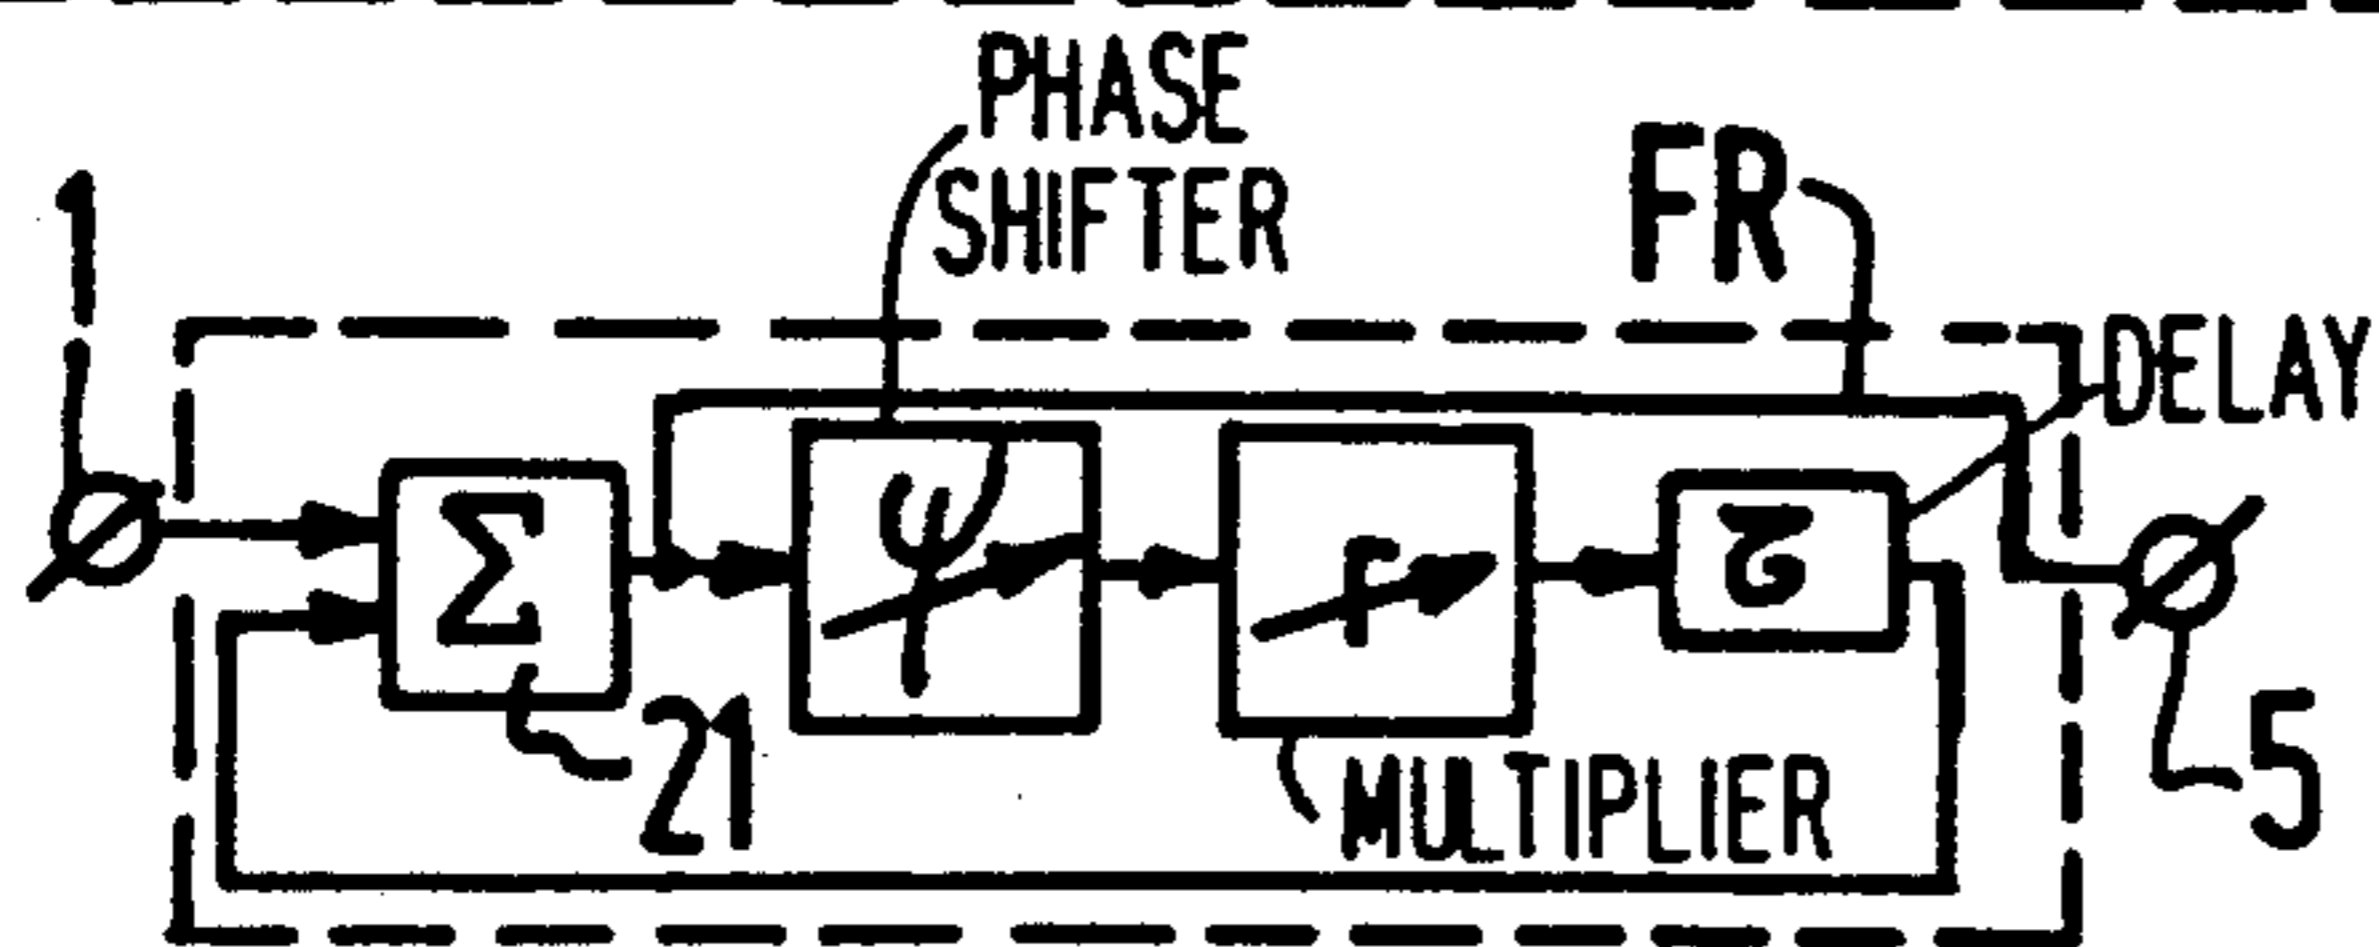 PHASE
SHIFTER
FR
1
DELAY
Σ
ψ
r
τ
21
MULTIPLIER
5